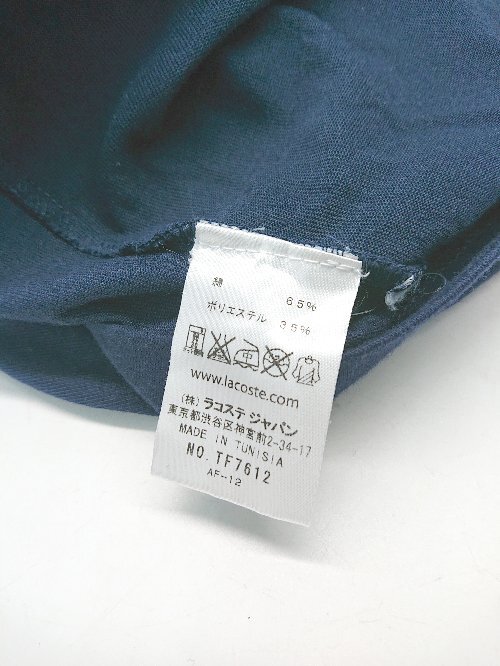 綿 65%
ポリエステル 35%
www.lacoste.com
(株) ラコステ ジャパン
東京都渋谷区神宮前2-34-17
MADE IN TUNISIA
NO. TF7612
AF-12